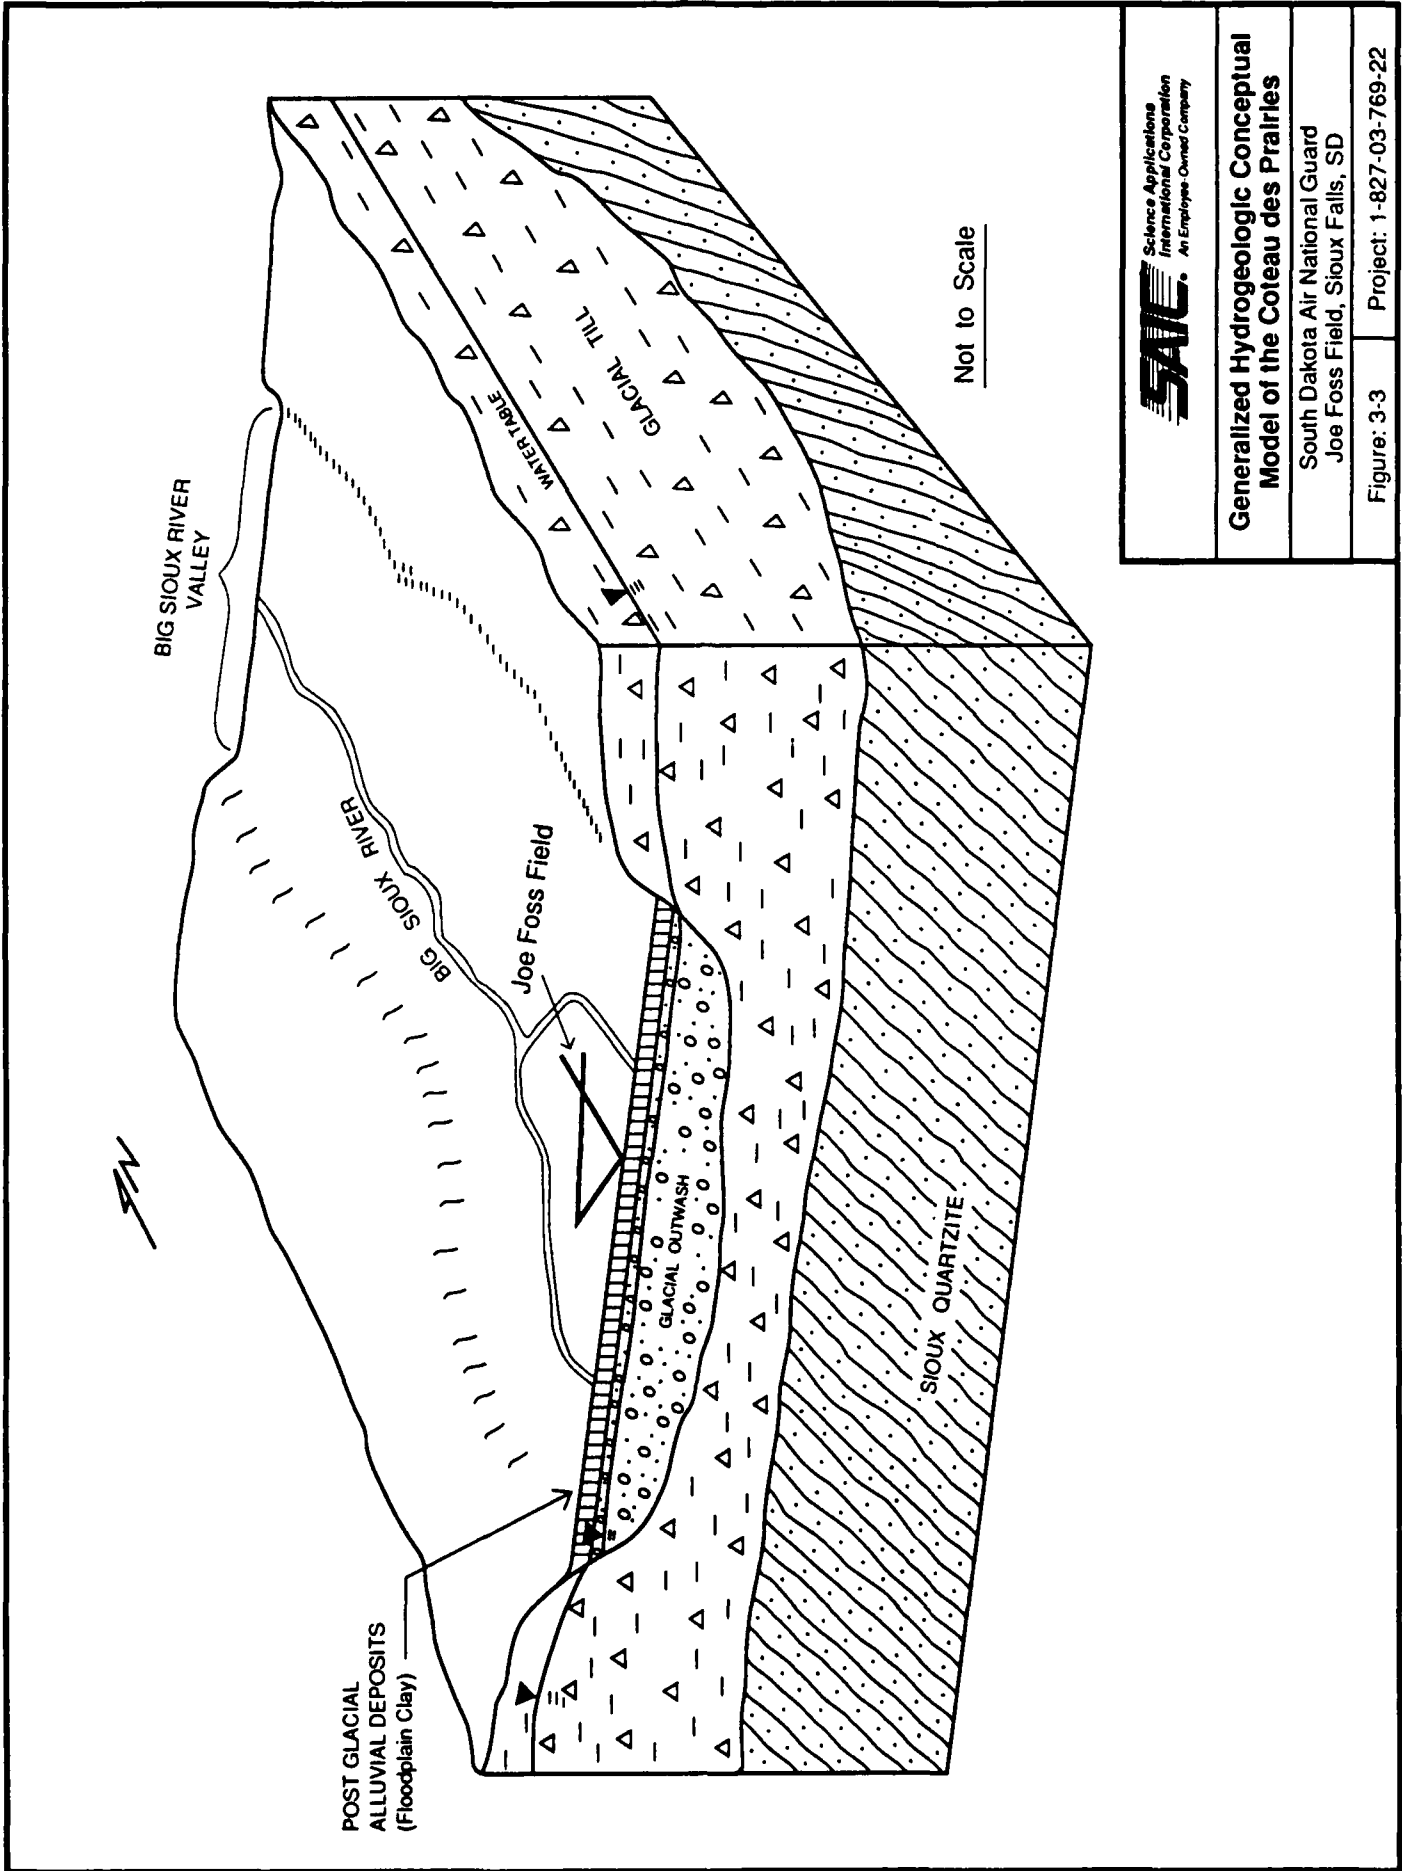 BIG SIOUX RIVER
VALLEY
WATER TABLE
GLACIAL TILL
BIG SIOUX RIVER
Joe Foss Field
N
GLACIAL OUTWASH
POST GLACIAL
ALLUVIAL DEPOSITS
(Floodplain Clay)
SIOUX QUARTZITE
Not to Scale
SAIC
Science Applications
International Corporation
An Employee-Owned Company
Generalized Hydrogeologic Conceptual
Model of the Coteau des Prairies
South Dakota Air National Guard
Joe Foss Field, Sioux Falls, SD
Figure: 3-3
Project: 1-827-03-769-22